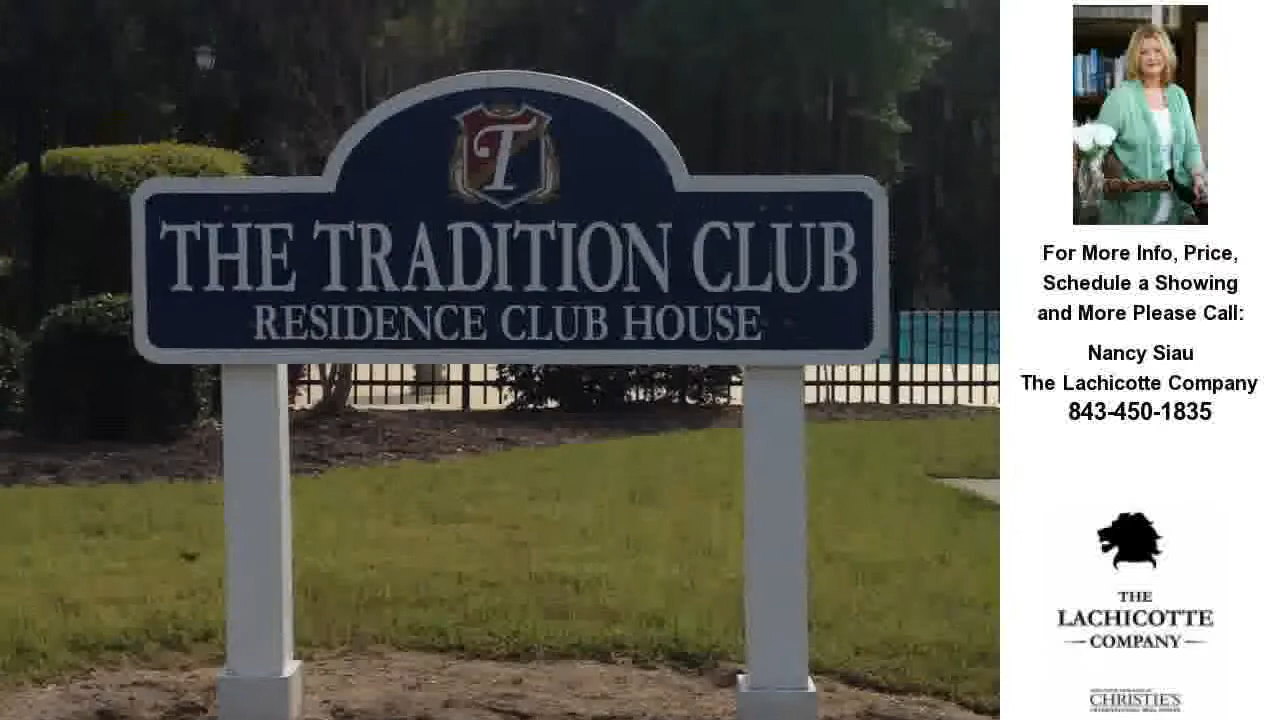 T
THE TRADITION CLUB
RESIDENCE CLUB HOUSE
For More Info, Price,
Schedule a Showing
and More Please Call:
Nancy Siau
The Lachicotte Company
843-450-1835
THE
LACHICOTTE
COMPANY
CHRISTIE'S